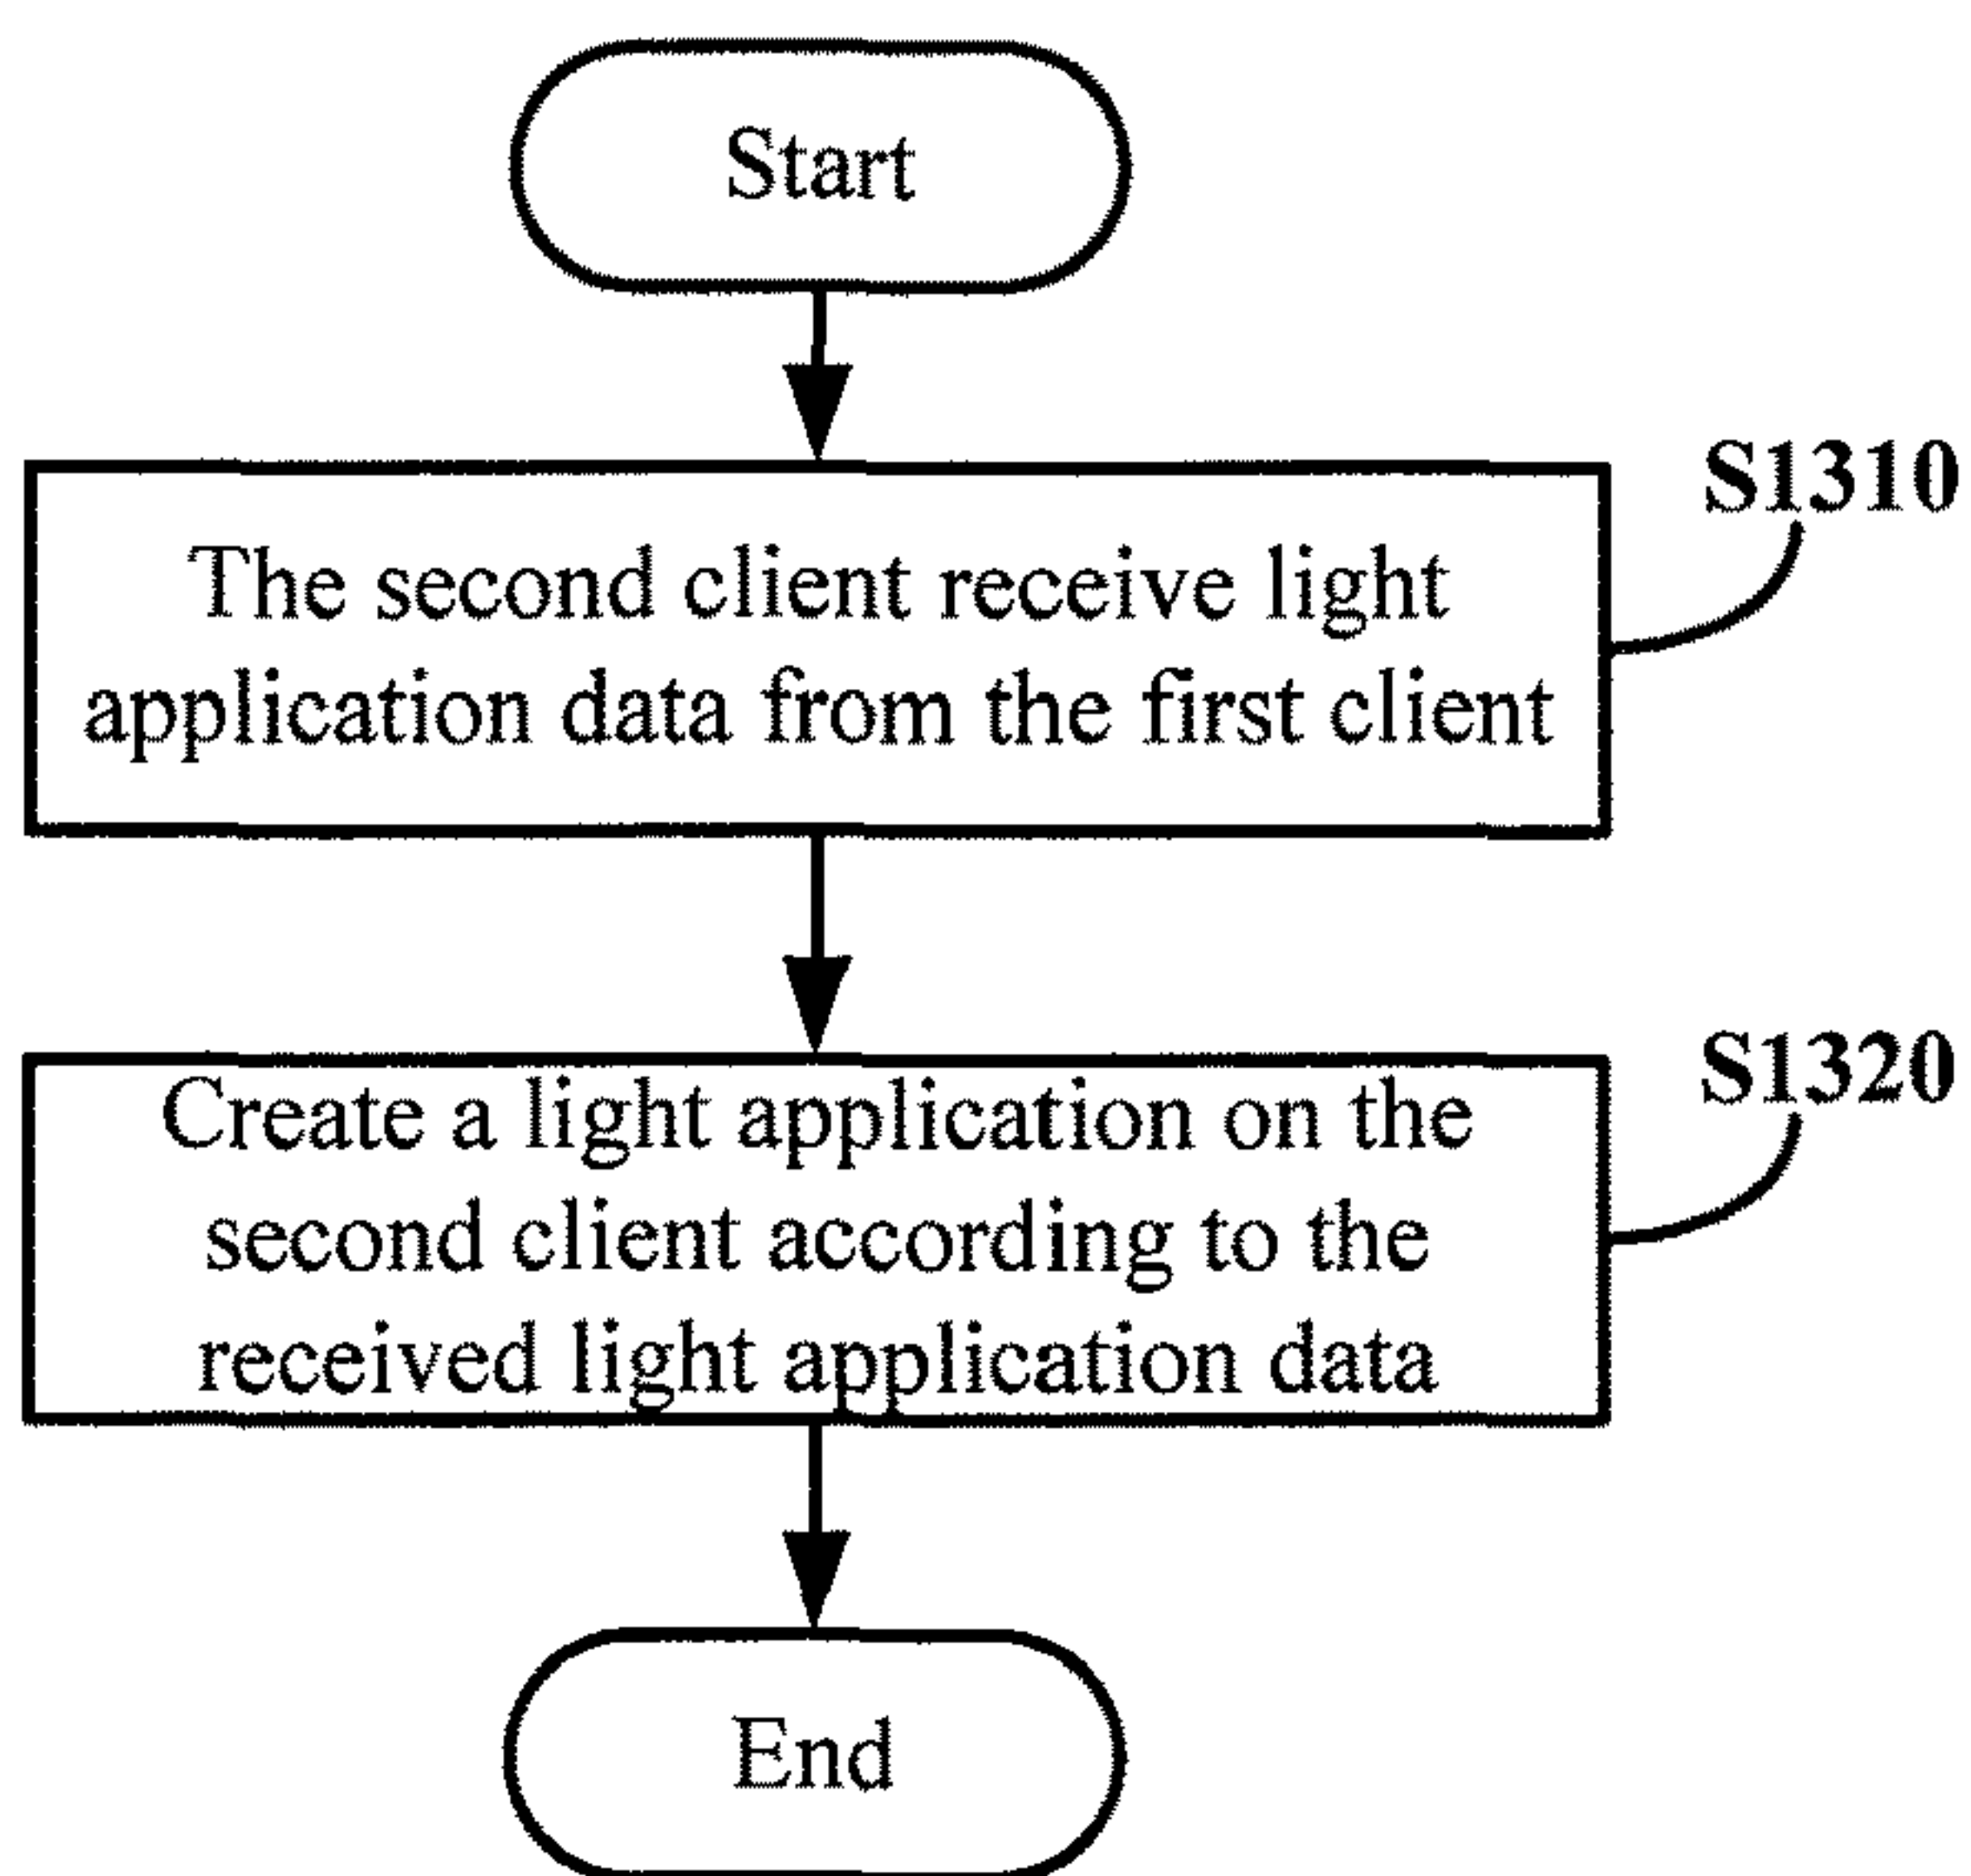 Start
S1310
The second client receive light
application data from the first client
S1320
Create a light application on the
second client according to the
received light application data
End